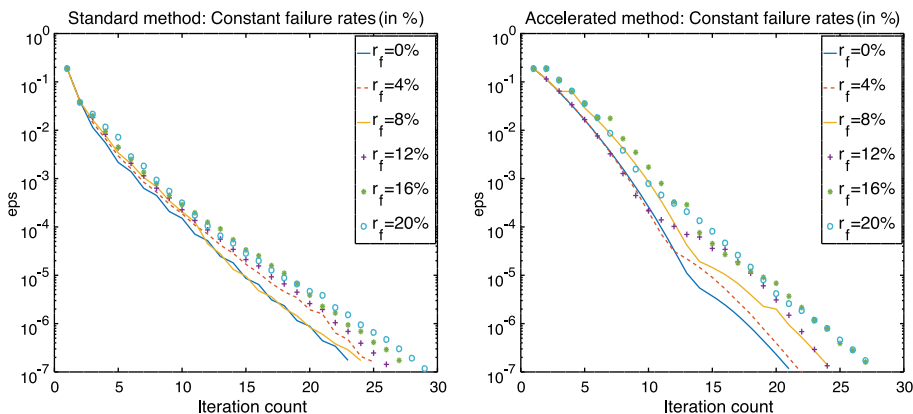 Standard method: Constant failure rates (in %)
10^0
10^-1
10^-2
10^-3
10^-4
10^-5
10^-6
10^-7
eps
0 5 10 15 20 25 30
Iteration count
r_f=0%
r_f=4%
r_f=8%
r_f=12%
r_f=16%
r_f=20%
Accelerated method: Constant failure rates (in %)
10^0
10^-1
10^-2
10^-3
10^-4
10^-5
10^-6
10^-7
eps
0 5 10 15 20 25 30
Iteration count
r_f=0%
r_f=4%
r_f=8%
r_f=12%
r_f=16%
r_f=20%